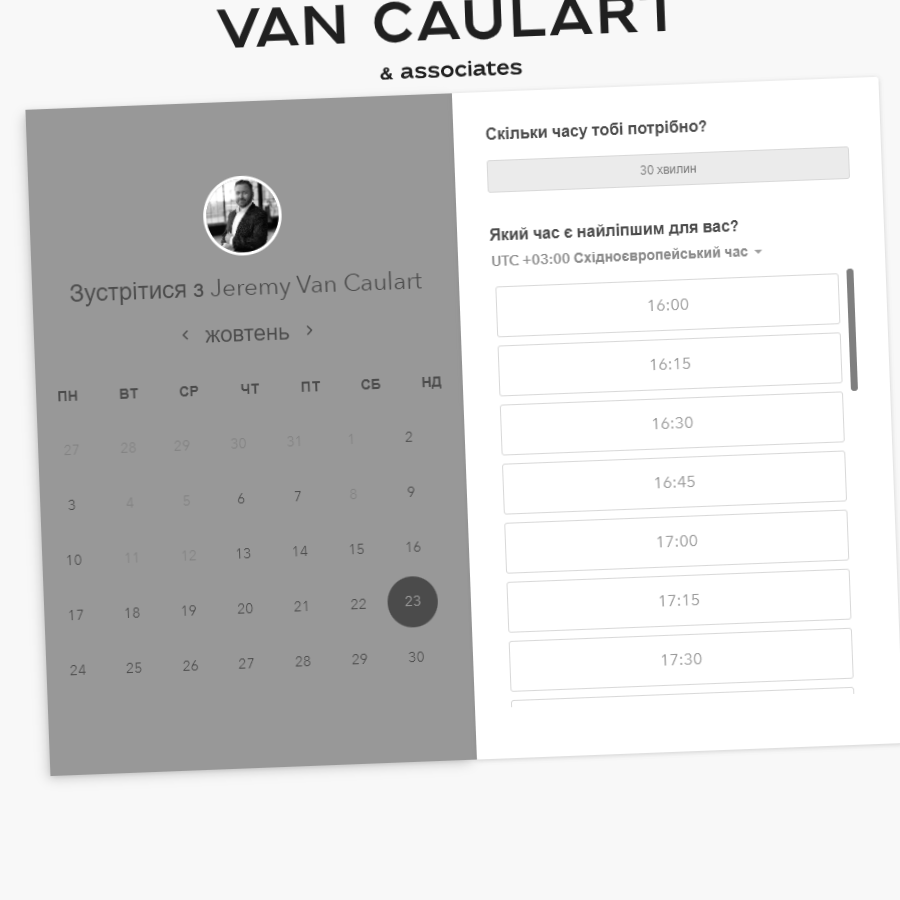 VAN CAULART
& associates
Зустрітися з Jeremy Van Caulart
‹ жовтень ›
ПН ВТ СР ЧТ ПТ СБ НД
27 28 29 30 31 1 2
3 4 5 6 7 8 9
10 11 12 13 14 15 16
17 18 19 20 21 22 23
24 25 26 27 28 29 30
Скільки часу тобі потрібно?
30 хвилин
Який час є найліпшим для вас?
UTC +03:00 Східноєвропейський час
16:00
16:15
16:30
16:45
17:00
17:15
17:30